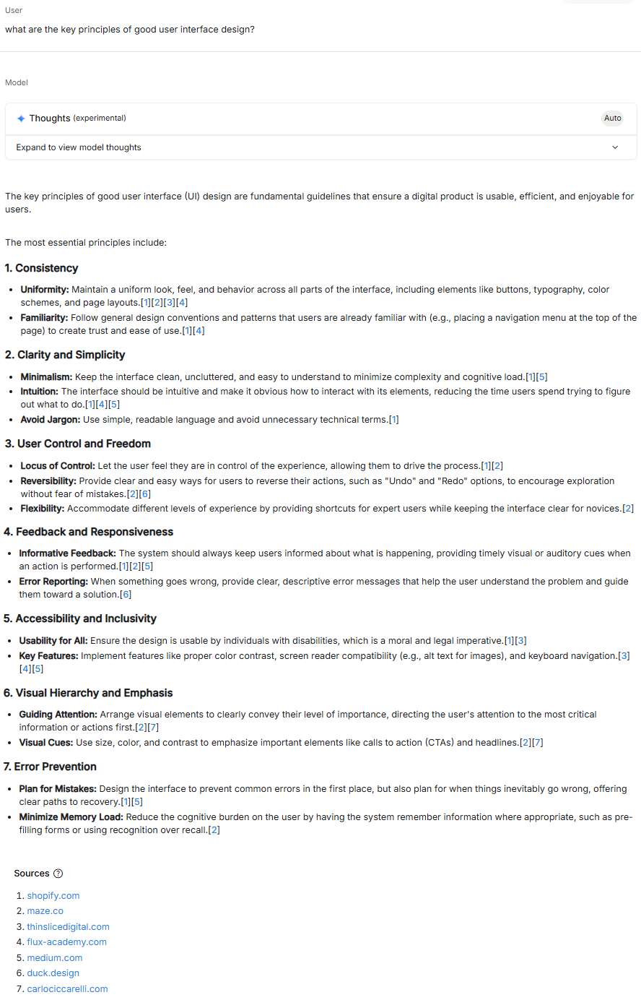 User
what are the key principles of good user interface design?
Model
Thoughts (experimental)
Auto
Expand to view model thoughts
The key principles of good user interface (UI) design are fundamental guidelines that ensure a digital product is usable, efficient, and enjoyable for
users.
The most essential principles include:
1. Consistency
• Uniformity: Maintain a uniform look, feel, and behavior across all parts of the interface, including elements like buttons, typography, color
schemes, and page layouts.[1][2][3][4]
• Familiarity: Follow general design conventions and patterns that users are already familiar with (e.g., placing a navigation menu at the top of the
page) to create trust and ease of use.[1][4]
2. Clarity and Simplicity
• Minimalism: Keep the interface clean, uncluttered, and easy to understand to minimize complexity and cognitive load.[1][5]
• Intuition: The interface should be intuitive and make it obvious how to interact with its elements, reducing the time users spend trying to figure
out what to do.[1][4][5]
• Avoid Jargon: Use simple, readable language and avoid unnecessary technical terms.[1]
3. User Control and Freedom
• Locus of Control: Let the user feel they are in control of the experience, allowing them to drive the process.[1][2]
• Reversibility: Provide clear and easy ways for users to reverse their actions, such as "Undo" and "Redo" options, to encourage exploration
without fear of mistakes.[2][6]
• Flexibility: Accommodate different levels of experience by providing shortcuts for expert users while keeping the interface clear for novices.[2]
4. Feedback and Responsiveness
• Informative Feedback: The system should always keep users informed about what is happening, providing timely visual or auditory cues when
an action is performed.[1][2][5]
• Error Reporting: When something goes wrong, provide clear, descriptive error messages that help the user understand the problem and guide
them toward a solution.[6]
5. Accessibility and Inclusivity
• Usability for All: Ensure the design is usable by individuals with disabilities, which is a moral and legal imperative.[1][3]
• Key Features: Implement features like proper color contrast, screen reader compatibility (e.g., alt text for images), and keyboard navigation.[3]
[4][5]
6. Visual Hierarchy and Emphasis
• Guiding Attention: Arrange visual elements to clearly convey their level of importance, directing the user's attention to the most critical
information or actions first.[2][7]
• Visual Cues: Use size, color, and contrast to emphasize important elements like calls to action (CTAs) and headlines.[2][7]
7. Error Prevention
• Plan for Mistakes: Design the interface to prevent common errors in the first place, but also plan for when things inevitably go wrong, offering
clear paths to recovery.[1][5]
• Minimize Memory Load: Reduce the cognitive burden on the user by having the system remember information where appropriate, such as pre-
filling forms or using recognition over recall.[2]
Sources ?
1. shopify.com
2. maze.co
3. thinslicedigital.com
4. flux-academy.com
5. medium.com
6. duck.design
7. carlociccarelli.com